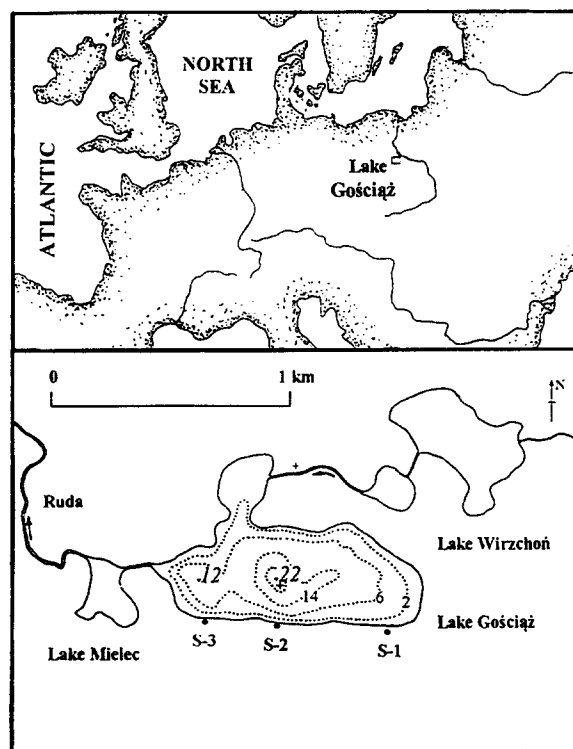 NORTH
SEA
ATLANTIC
Lake
Gościąż
0 1 km
N
Ruda
Lake Wirzchoń
12
22
14
6
2
Lake Gościąż
Lake Mielec
S-3
S-2
S-1